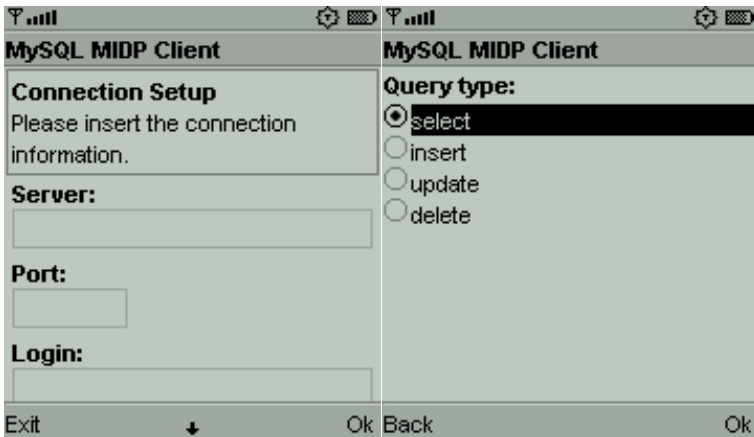 MySQL MIDP Client
Connection Setup
Please insert the connection
information.
Server:
Port:
Login:
Exit
Ok
MySQL MIDP Client
Query type:
select
insert
update
delete
Back
Ok